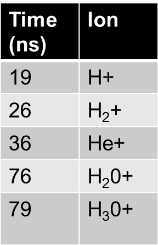 Time (ns) Ion
19 H+
26 H₂+
36 He+
76 H₂0+
79 H₃0+